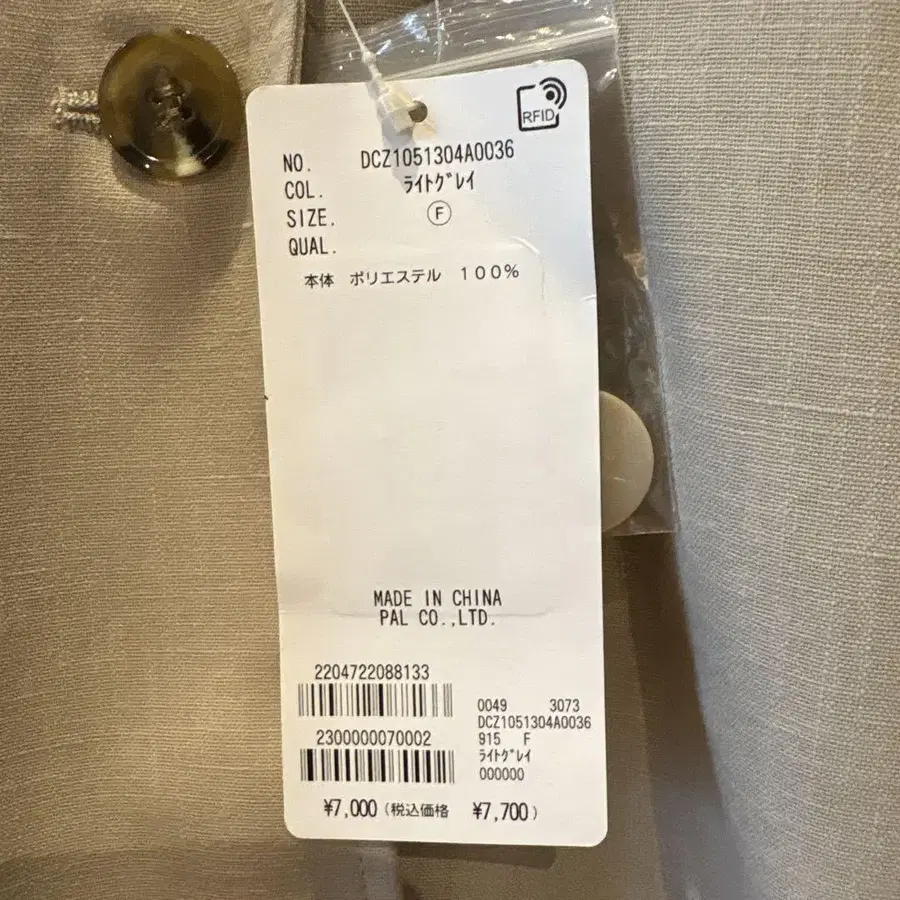 RFID
NO. DCZ1051304A0036
COL. ﾗｲﾄｸﾞﾚｲ
SIZE. Ⓕ
QUAL.
本体 ポリエステル １００％
MADE IN CHINA
PAL CO.,LTD.
2204722088133
2300000070002
0049 3073
DCZ1051304A0036
915 F
ﾗｲﾄｸﾞﾚｲ
000000
¥7,000 (税込価格 ¥7,700)